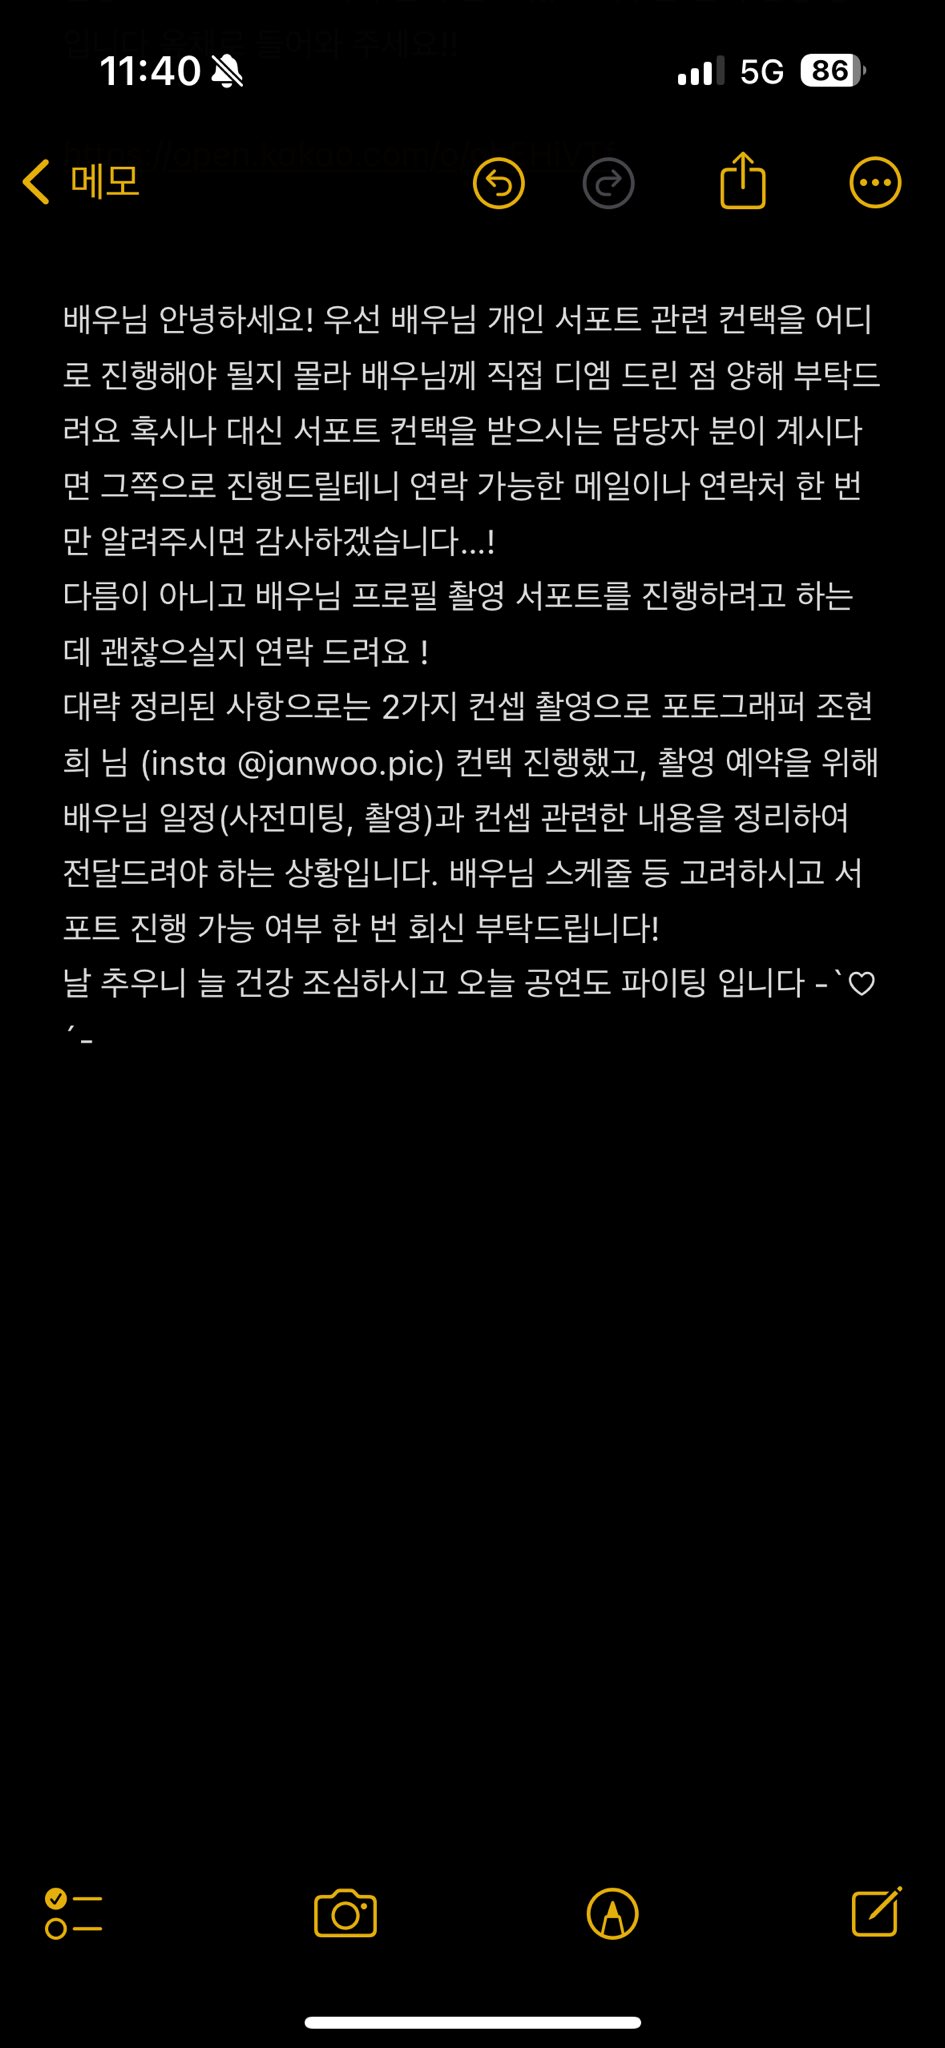 입니다 올채로 들어와 주세요!!
11:40
5G
86
메모
배우님 안녕하세요! 우선 배우님 개인 서포트 관련 컨택을 어디
로 진행해야 될지 몰라 배우님께 직접 디엠 드린 점 양해 부탁드
려요 혹시나 대신 서포트 컨택을 받으시는 담당자 분이 계시다
면 그쪽으로 진행드릴테니 연락 가능한 메일이나 연락처 한 번
만 알려주시면 감사하겠습니다...!
다름이 아니고 배우님 프로필 촬영 서포트를 진행하려고 하는
데 괜찮으실지 연락 드려요 !
대략 정리된 사항으로는 2가지 컨셉 촬영으로 포토그래퍼 조현
희 님 (insta @janwoo.pic) 컨택 진행했고, 촬영 예약을 위해
배우님 일정(사전미팅, 촬영)과 컨셉 관련한 내용을 정리하여
전달드려야 하는 상황입니다. 배우님 스케줄 등 고려하시고 서
포트 진행 가능 여부 한 번 회신 부탁드립니다!
날 추우니 늘 건강 조심하시고 오늘 공연도 파이팅 입니다 -`♡
´-